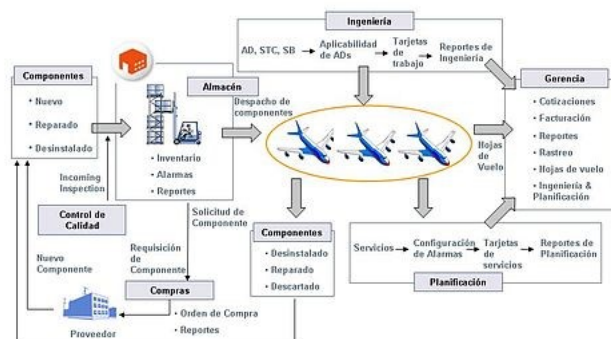 Ingeniería
AD, STC, SB
Aplicabilidad
de ADs
Tarjetas
de trabajo
Reportes de
Ingeniería
Componentes
• Nuevo
• Reparado
• Desinstalado
Almacén
• Inventario
• Alarmas
• Reportes
Despacho de
componentes
Hojas
de
Vuelo
Gerencia
• Cotizaciones
• Facturación
• Reportes
• Rastreo
• Hojas de vuelo
• Ingeniería &
Planificación
Incoming
Inspection
Control de
Calidad
Solicitud de
Componente
Requisición
de
Componente
Nuevo
Componente
Compras
• Orden de Compra
• Reportes
Proveedor
Componentes
• Desinstalado
• Reparado
• Descartado
Servicios
Configuración
de Alarmas
Tarjetas
de
servicios
Reportes de
Planificación
Planificación